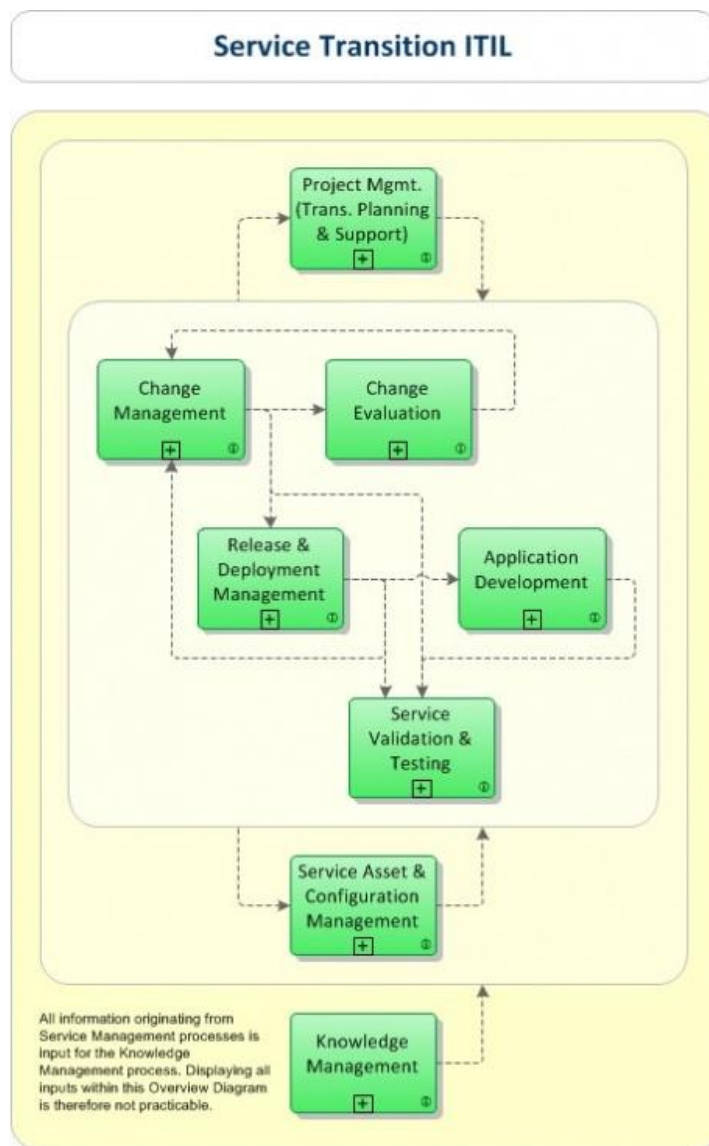 Service Transition ITIL
Project Mgmt.
(Trans. Planning
& Support)
Change
Management
Change
Evaluation
Release &
Deployment
Management
Application
Development
Service
Validation &
Testing
Service Asset &
Configuration
Management
All information originating from
Service Management processes is
input for the Knowledge
Management process. Displaying all
inputs within this Overview Diagram
is therefore not practicable.
Knowledge
Management